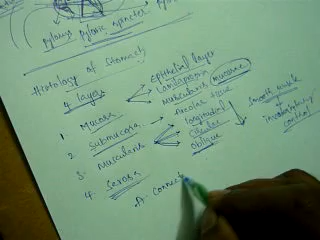 pylorus pyloric sphincter
Histology of Stomach
4 layers
Epithelial layer
Lamina propria
Muscularis mucosae
1. Mucosa
2. Submucosa → Areolar tissue
3. Muscularis
longitudinal
circular
oblique
Smooth muscle
involuntary control
4. Serosa
A. Connect